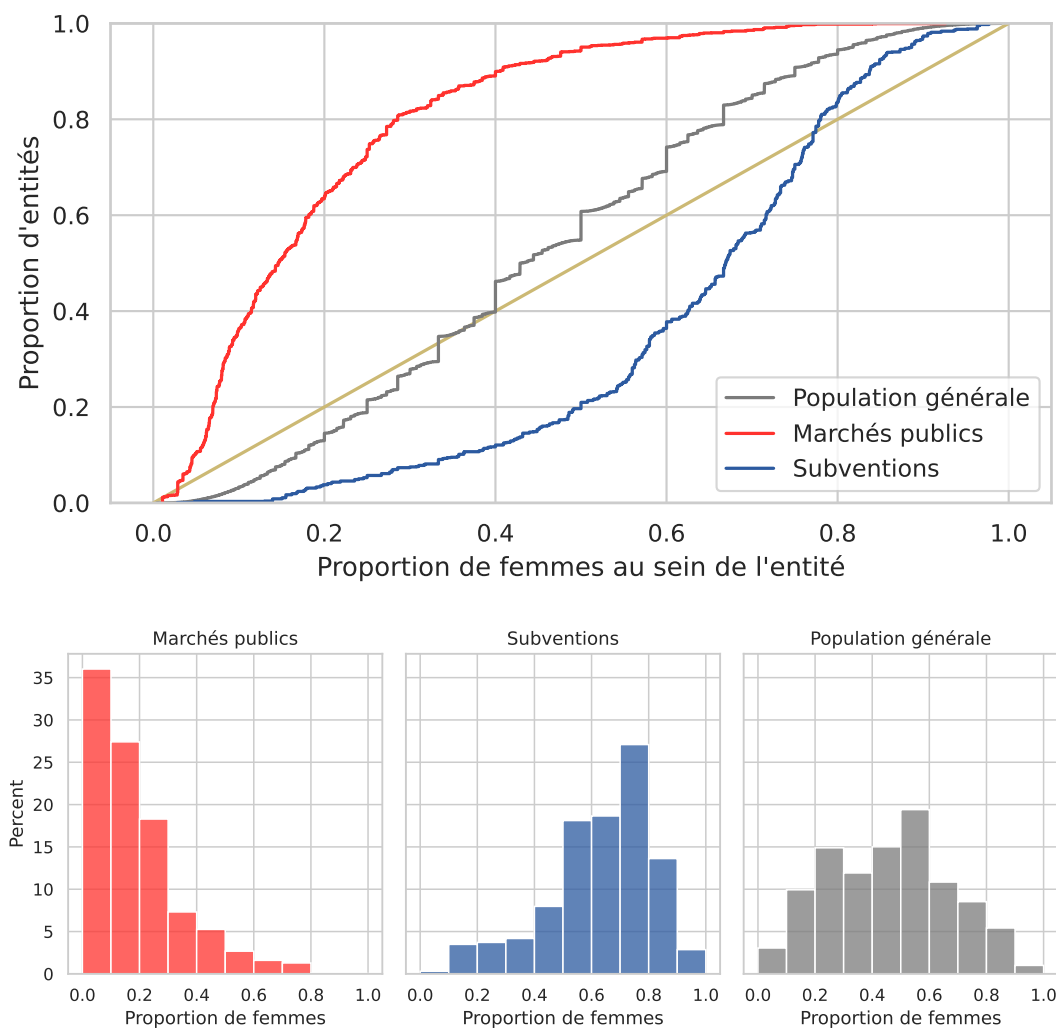 1.0
0.8
0.6
0.4
0.2
0.0
Proportion d'entités
Population générale
Marchés publics
Subventions
0.0 0.2 0.4 0.6 0.8 1.0
Proportion de femmes au sein de l'entité
Marchés publics
Subventions
Population générale
35
30
25
20
15
10
5
0
Percent
0.0 0.2 0.4 0.6 0.8 1.0
0.0 0.2 0.4 0.6 0.8 1.0
0.0 0.2 0.4 0.6 0.8 1.0
Proportion de femmes
Proportion de femmes
Proportion de femmes